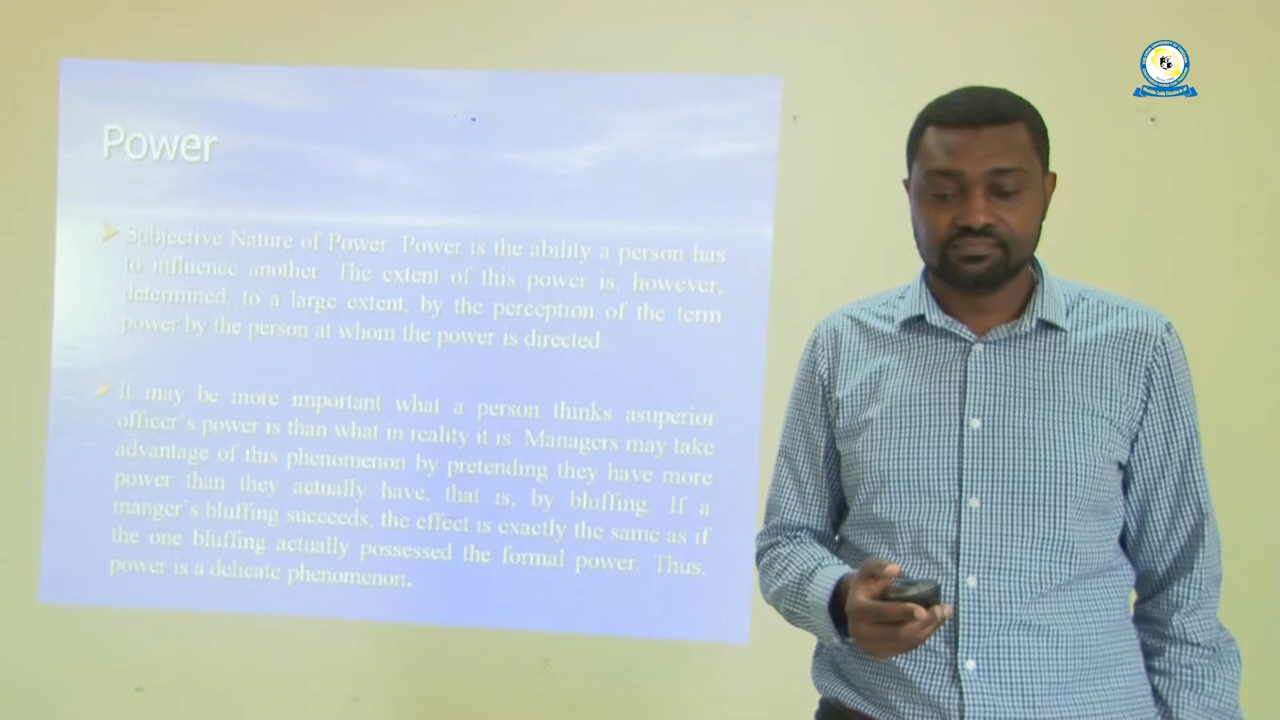 Power
Subjective Nature of Power. Power is the ability a person has
to influence another. The extent of this power is, however,
determined, to a large extent, by the perception of the term
power by the person at whom the power is directed.
It may be more important what a person thinks asuperior
officer's power is than what in reality it is. Managers may take
advantage of this phenomenon by pretending they have more
power than they actually have, that is, by bluffing. If a
manger's bluffing succeeds, the effect is exactly the same as if
the one bluffing actually possessed the formal power. Thus,
power is a delicate phenomenon.